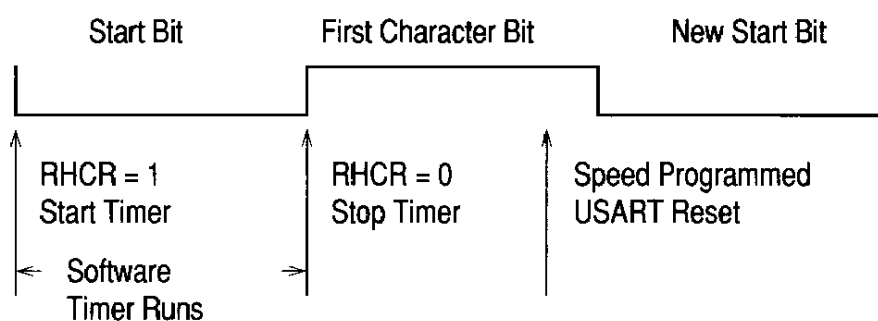 Start Bit
First Character Bit
New Start Bit
RHCR = 1
Start Timer
RHCR = 0
Stop Timer
Speed Programmed
USART Reset
Software
Timer Runs